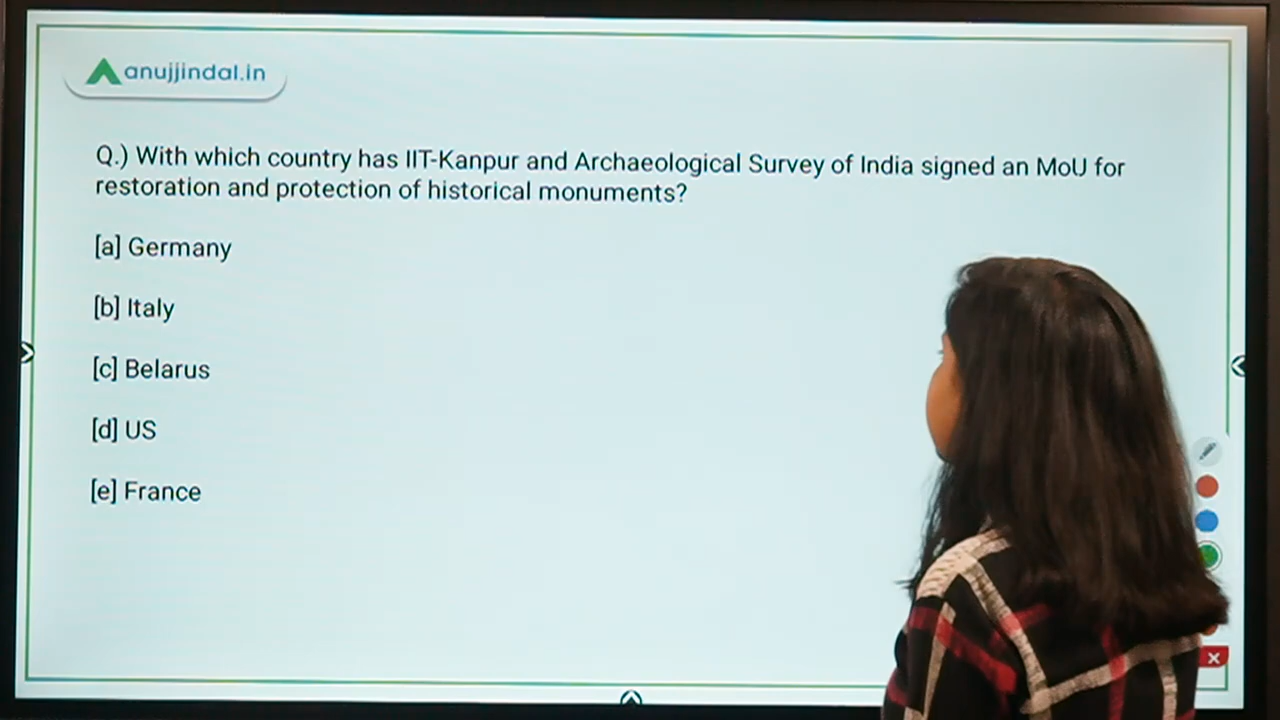 anujjindal.in
Q.) With which country has IIT-Kanpur and Archaeological Survey of India signed an MoU for
restoration and protection of historical monuments?
[a] Germany
[b] Italy
[c] Belarus
[d] US
[e] France